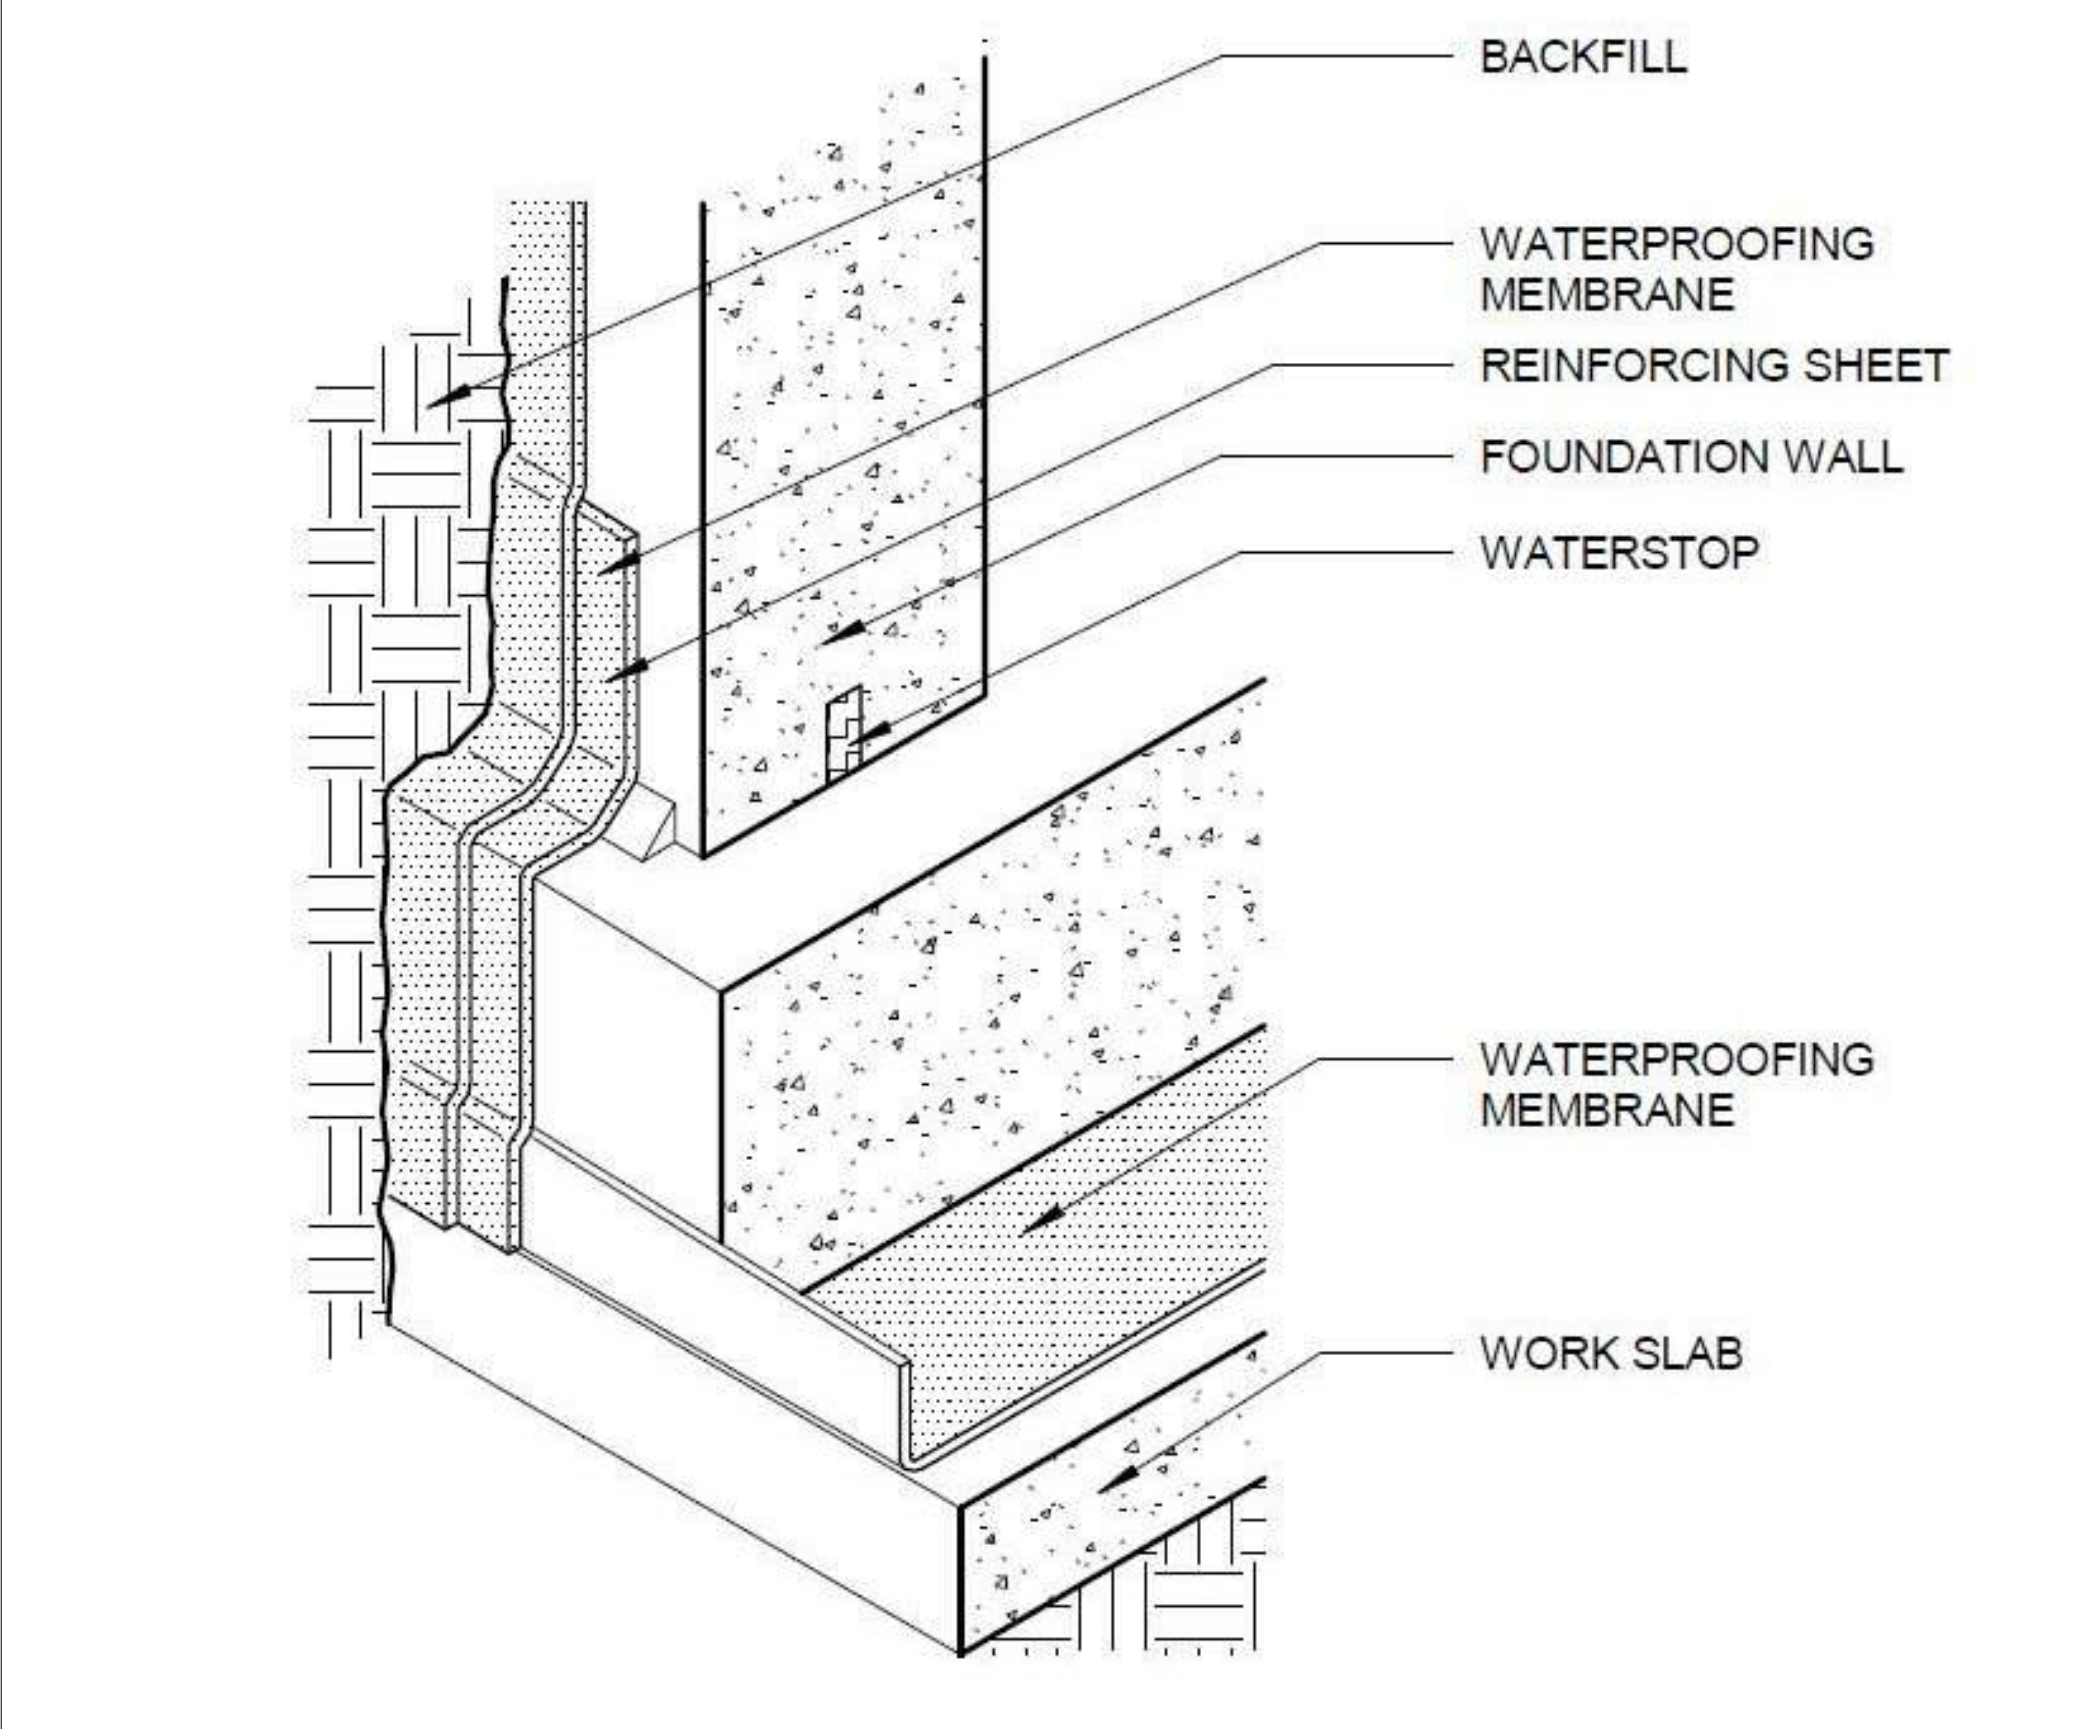 BACKFILL
WATERPROOFING
MEMBRANE
REINFORCING SHEET
FOUNDATION WALL
WATERSTOP
WATERPROOFING
MEMBRANE
WORK SLAB